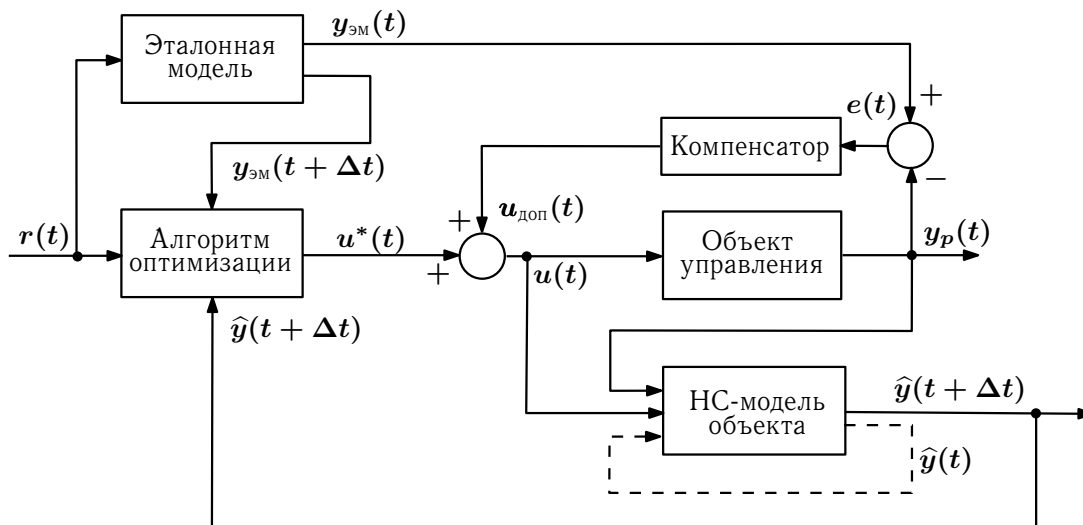 Эталонная
модель
y_эм(t)
y_эм(t + Δt)
e(t)
+
−
Компенсатор
u_доп(t)
r(t)
Алгоритм
оптимизации
u*(t)
+
+
u(t)
Объект
управления
y_p(t)
ŷ(t + Δt)
НС-модель
объекта
ŷ(t + Δt)
ŷ(t)